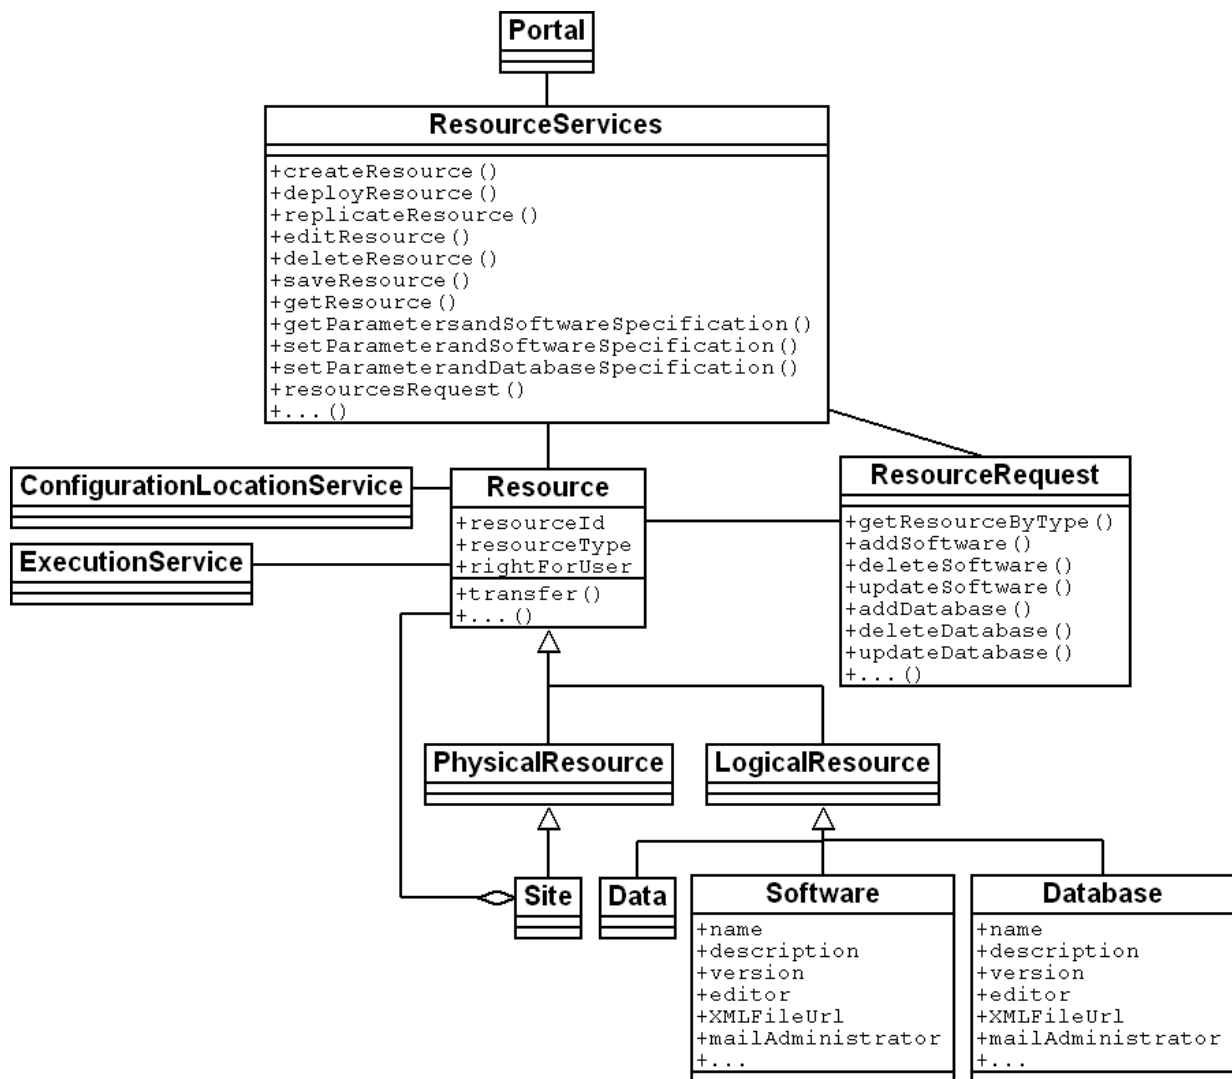 Portal
ResourceServices
+createResource()
+deployResource()
+replicateResource()
+editResource()
+deleteResource()
+saveResource()
+getResource()
+getParametersandSoftwareSpecification()
+setParameterandSoftwareSpecification()
+setParameterandDatabaseSpecification()
+resourcesRequest()
+...()
ConfigurationLocationService
ExecutionService
Resource
+resourceId
+resourceType
+rightForUser
+transfer()
+...()
ResourceRequest
+getResourceByType()
+addSoftware()
+deleteSoftware()
+updateSoftware()
+addDatabase()
+deleteDatabase()
+updateDatabase()
+...()
PhysicalResource
LogicalResource
Site
Data
Software
+name
+description
+version
+editor
+XMLFileUrl
+mailAdministrator
+...
Database
+name
+description
+version
+editor
+XMLFileUrl
+mailAdministrator
+...